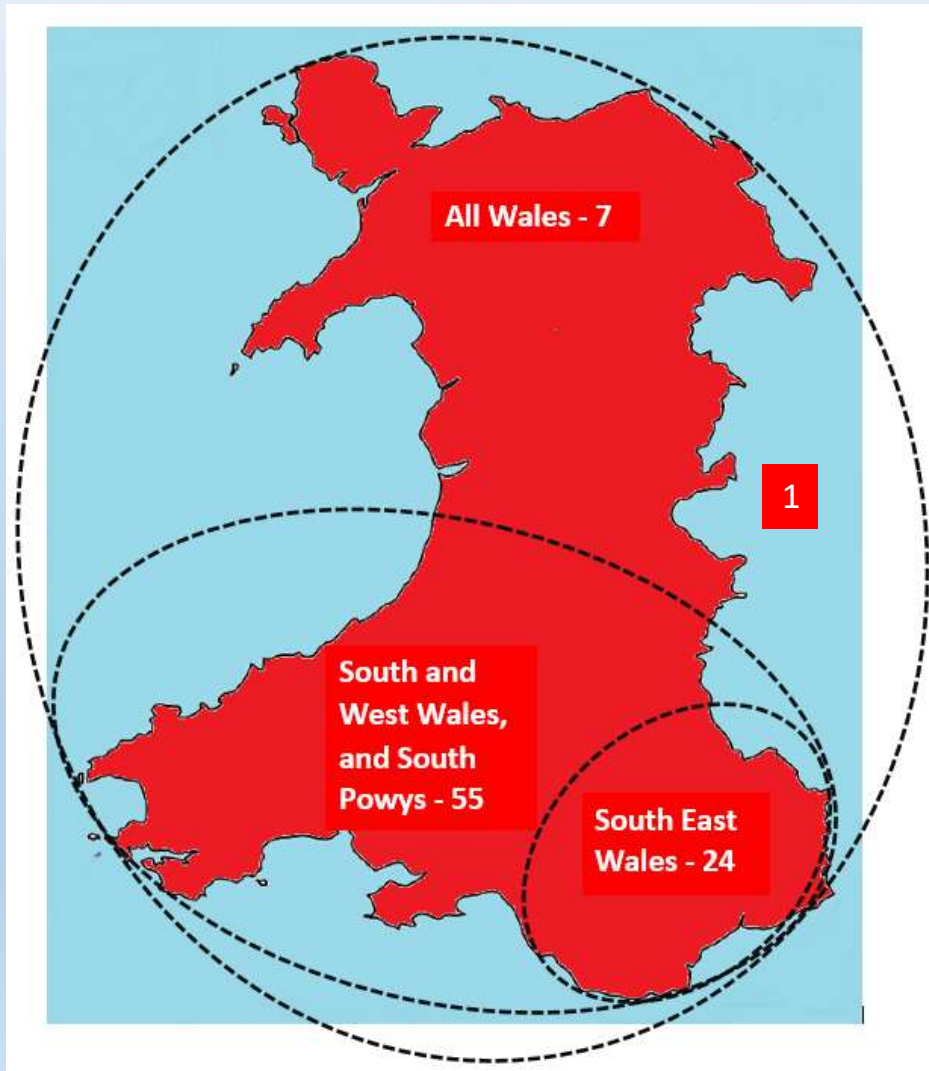 All Wales - 7
1
South and
West Wales,
and South
Powys - 55
South East
Wales - 24